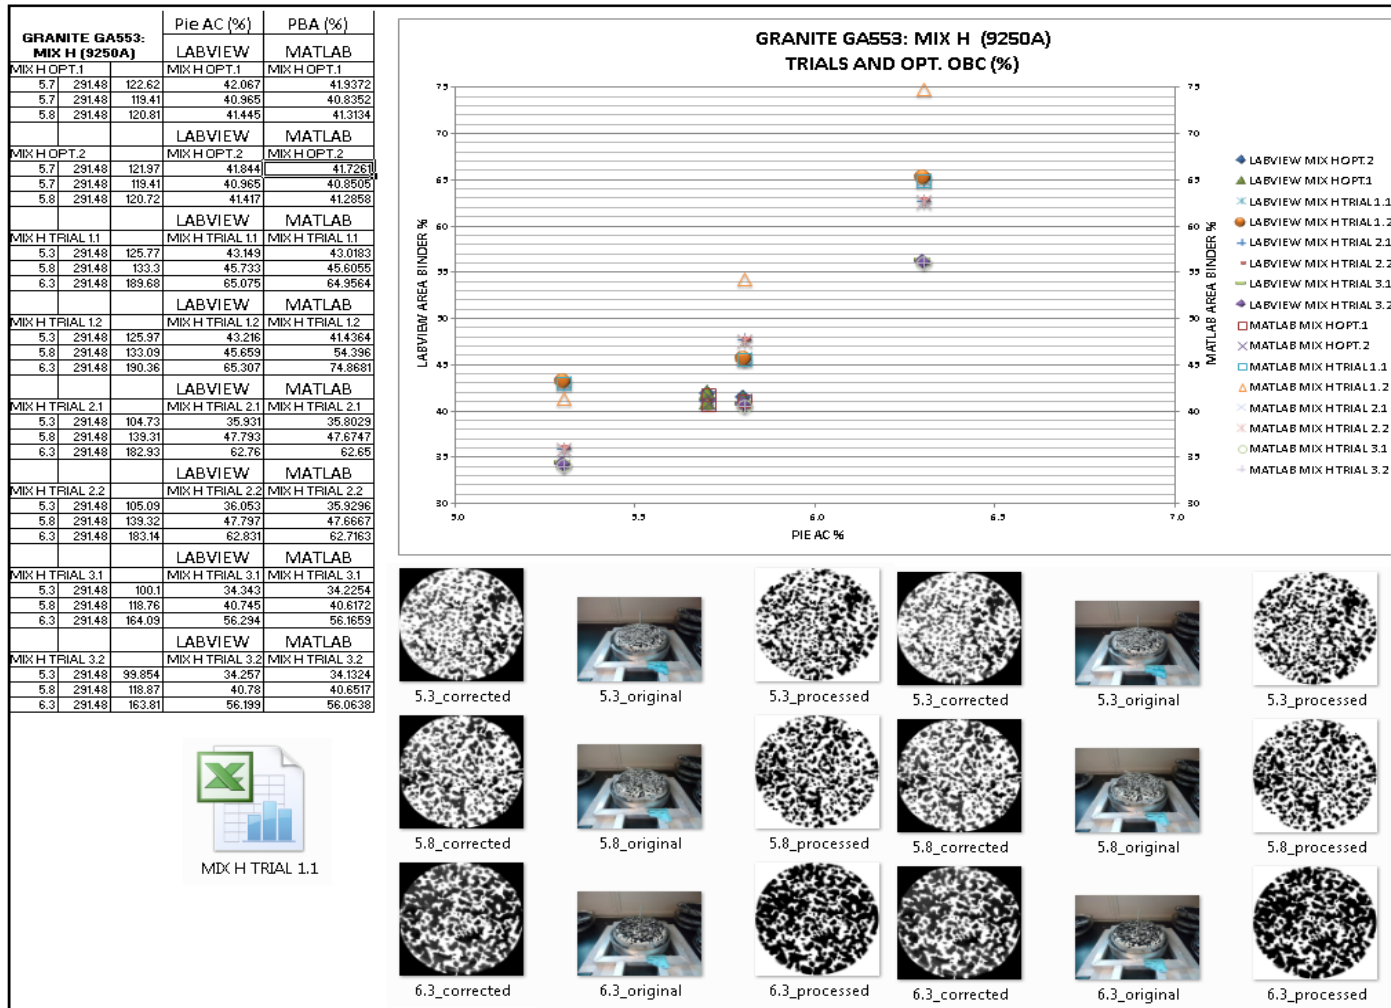 GRANITE GA553:
MIX H (9250A)
Pie AC (%) PBA (%)
LABVIEW MATLAB
MIX H OPT.1 MIX H OPT.1 MIX H OPT.1
5.7 291.48 122.62 42.067 41.9372
5.7 291.48 119.41 40.965 40.8352
5.8 291.48 120.81 41.445 41.3134
LABVIEW MATLAB
MIX H OPT.2 MIX H OPT.2 MIX H OPT.2
5.7 291.48 121.97 41.844 41.7261
5.7 291.48 119.41 40.965 40.8505
5.8 291.48 120.72 41.417 41.2858
LABVIEW MATLAB
MIX H TRIAL 1.1 MIX H TRIAL 1.1 MIX H TRIAL 1.1
5.3 291.48 125.77 43.149 43.0183
5.8 291.48 133.3 45.733 45.6055
6.3 291.48 189.68 65.075 64.9564
LABVIEW MATLAB
MIX H TRIAL 1.2 MIX H TRIAL 1.2 MIX H TRIAL 1.2
5.3 291.48 125.97 43.216 41.4364
5.8 291.48 133.09 45.659 54.396
6.3 291.48 190.36 65.307 74.8681
LABVIEW MATLAB
MIX H TRIAL 2.1 MIX H TRIAL 2.1 MIX H TRIAL 2.1
5.3 291.48 104.73 35.931 35.8029
5.8 291.48 139.31 47.793 47.6747
6.3 291.48 182.93 62.76 62.65
LABVIEW MATLAB
MIX H TRIAL 2.2 MIX H TRIAL 2.2 MIX H TRIAL 2.2
5.3 291.48 105.09 36.053 35.9296
5.8 291.48 139.32 47.797 47.6667
6.3 291.48 183.14 62.831 62.7163
LABVIEW MATLAB
MIX H TRIAL 3.1 MIX H TRIAL 3.1 MIX H TRIAL 3.1
5.3 291.48 100.1 34.343 34.2254
5.8 291.48 118.76 40.745 40.6172
6.3 291.48 164.09 56.294 56.1659
LABVIEW MATLAB
MIX H TRIAL 3.2 MIX H TRIAL 3.2 MIX H TRIAL 3.2
5.3 291.48 99.854 34.257 34.1324
5.8 291.48 118.87 40.78 40.6517
6.3 291.48 163.81 56.199 56.0638
MIX H TRIAL 1.1
GRANITE GA553: MIX H (9250A)
TRIALS AND OPT. OBC (%)
LABVIEW AREA BINDER %
75
70
65
60
55
50
45
40
35
30
5.0 5.5 6.0 6.5 7.0
PIE AC %
75
70
65
60
55
50
45
40
35
30
MATLAB AREA BINDER %
LABVIEW MIX H OPT.2
LABVIEW MIX H OPT.1
LABVIEW MIX H TRIAL 1.1
LABVIEW MIX H TRIAL 1.2
LABVIEW MIX H TRIAL 2.1
LABVIEW MIX H TRIAL 2.2
LABVIEW MIX H TRIAL 3.1
LABVIEW MIX H TRIAL 3.2
MATLAB MIX H OPT.1
MATLAB MIX H OPT.2
MATLAB MIX H TRIAL 1.1
MATLAB MIX H TRIAL 1.2
MATLAB MIX H TRIAL 2.1
MATLAB MIX H TRIAL 2.2
MATLAB MIX H TRIAL 3.1
MATLAB MIX H TRIAL 3.2
5.3_corrected 5.3_original 5.3_processed 5.3_corrected 5.3_original 5.3_processed
5.8_corrected 5.8_original 5.8_processed 5.8_corrected 5.8_original 5.8_processed
6.3_corrected 6.3_original 6.3_processed 6.3_corrected 6.3_original 6.3_processed